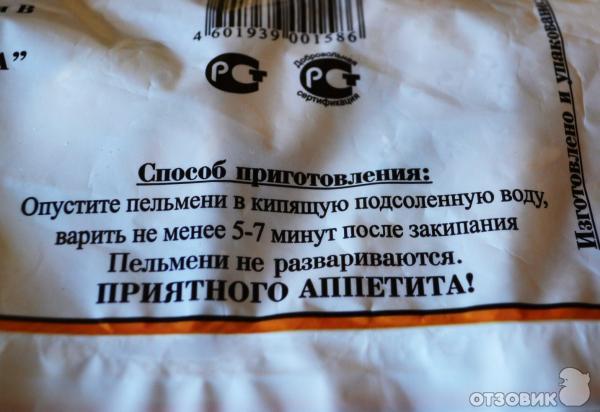 и в
А”
4 601939 001586
РСТ
Добровольная
РСТ
сертификация
Способ приготовления:
Опустите пельмени в кипящую подсоленную воду,
варить не менее 5-7 минут после закипания
Пельмени не развариваются.
ПРИЯТНОГО АППЕТИТА!
Изготовлено и упаковано
ОТЗОВИК